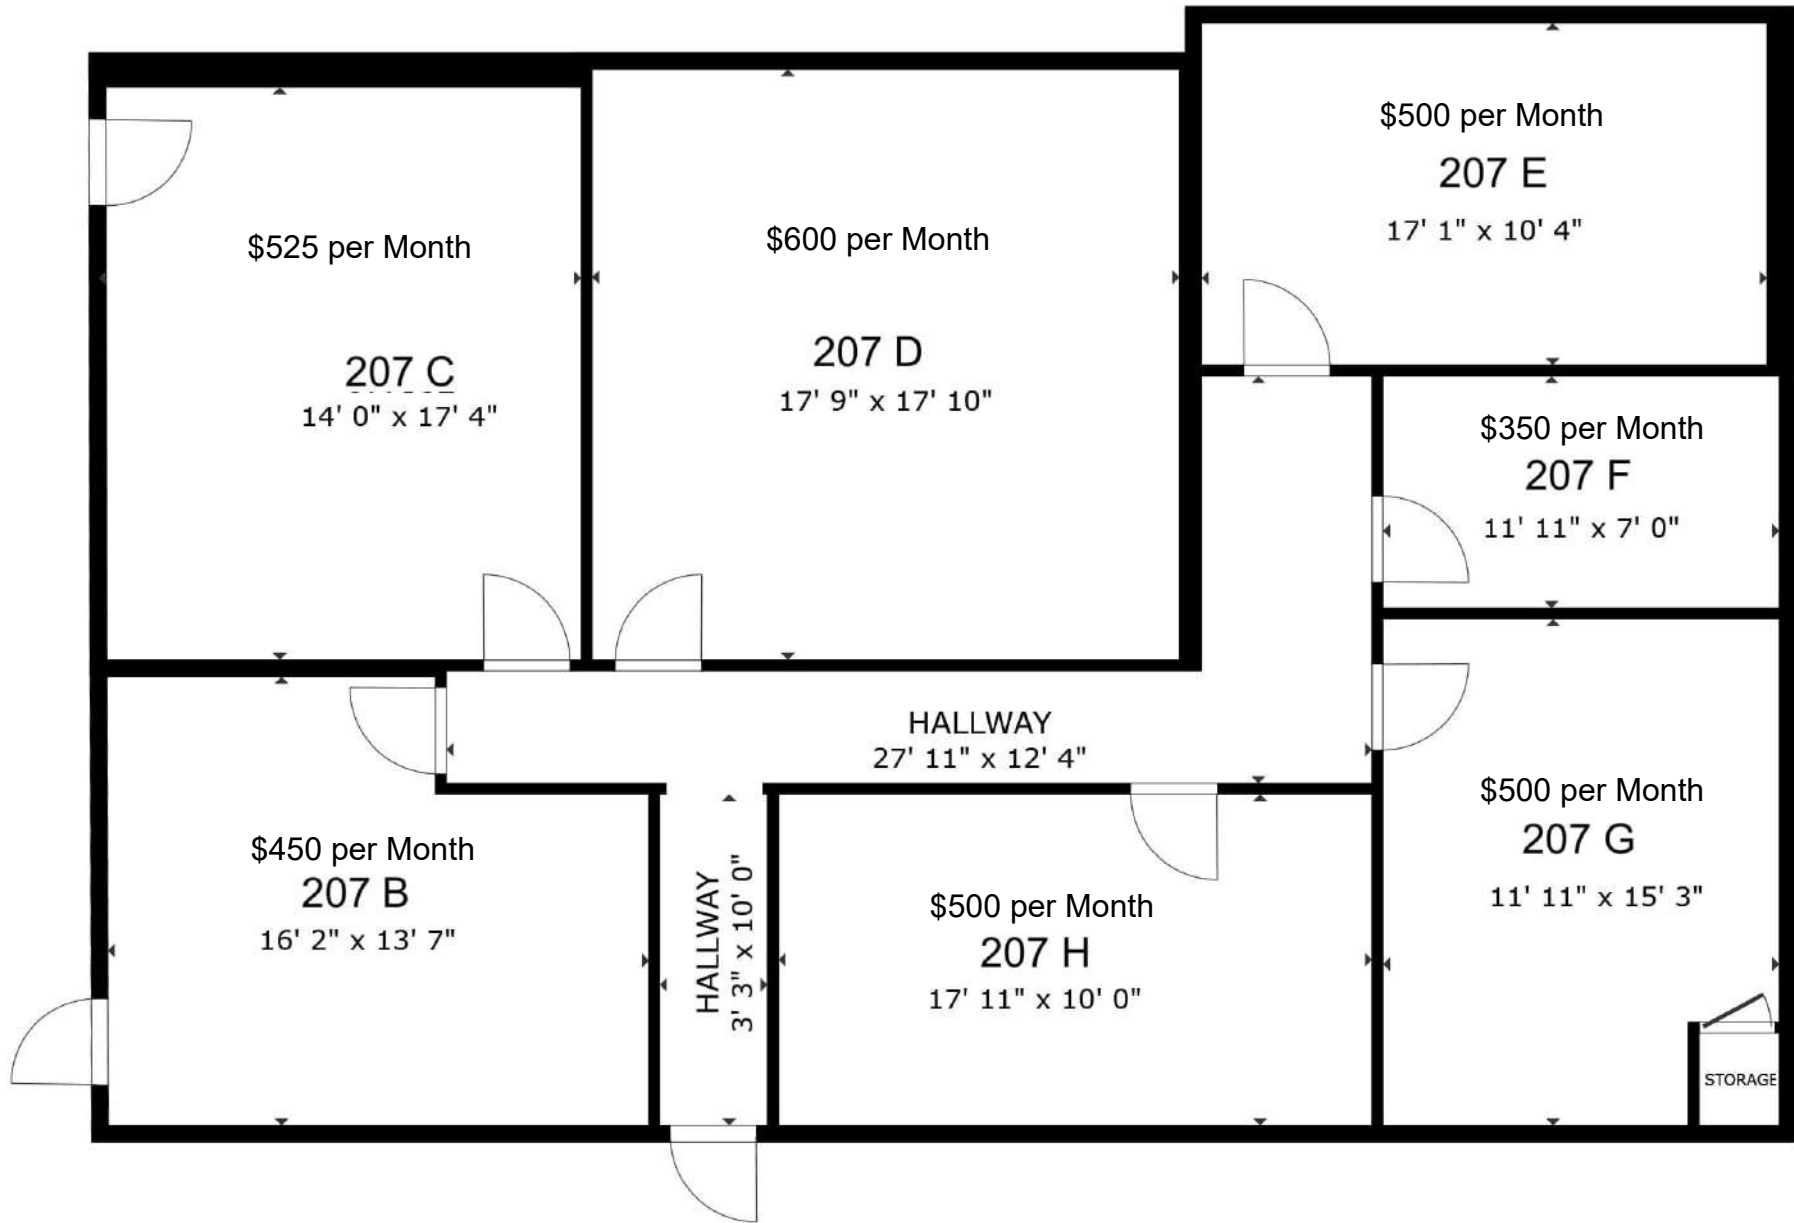 $500 per Month
207 E
17' 1" x 10' 4"
$525 per Month
207 C
14' 0" x 17' 4"
$600 per Month
207 D
17' 9" x 17' 10"
$350 per Month
207 F
11' 11" x 7' 0"
HALLWAY
27' 11" x 12' 4"
$450 per Month
207 B
16' 2" x 13' 7"
HALLWAY
3' 3" x 10' 0"
$500 per Month
207 H
17' 11" x 10' 0"
$500 per Month
207 G
11' 11" x 15' 3"
STORAGE